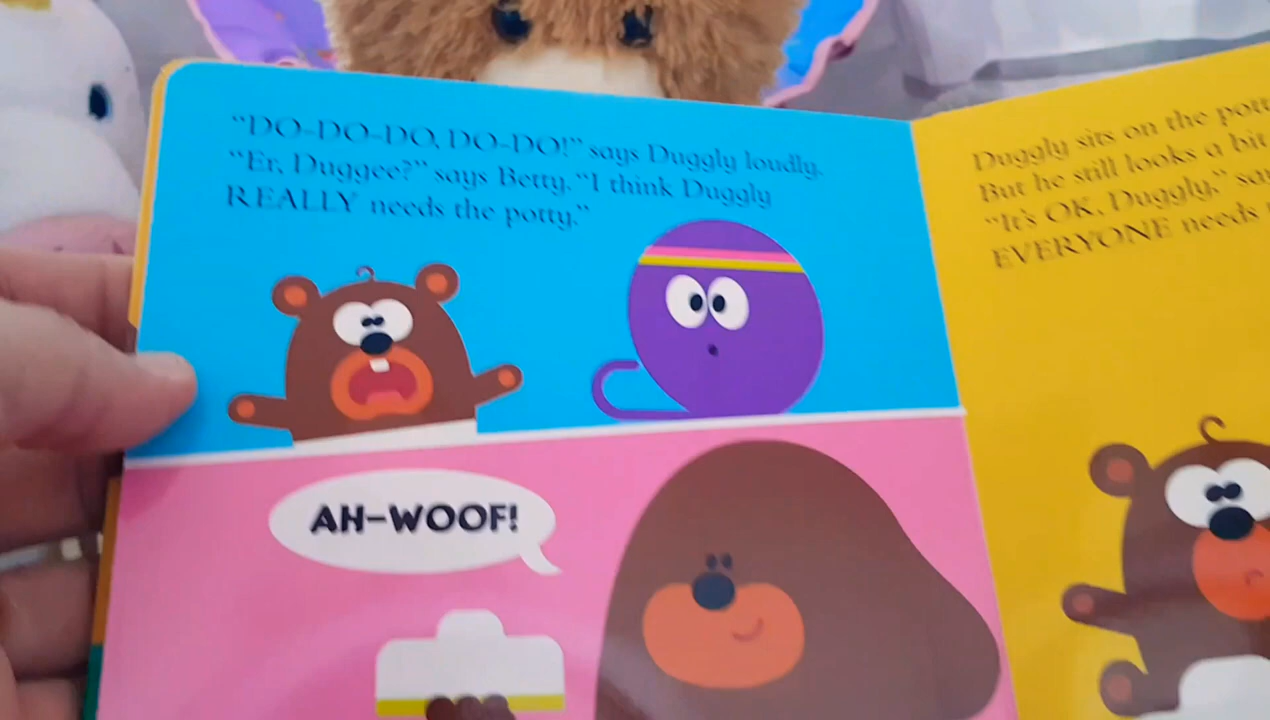 “DO-DO-DO, DO-DO!” says Duggly loudly.
“Er, Duggee?” says Betty. “I think Duggly
REALLY needs the potty.”
AH-WOOF!
Duggly sits on the
But he still looks a bit
“It’s OK, Duggly,”
EVERYONE needs